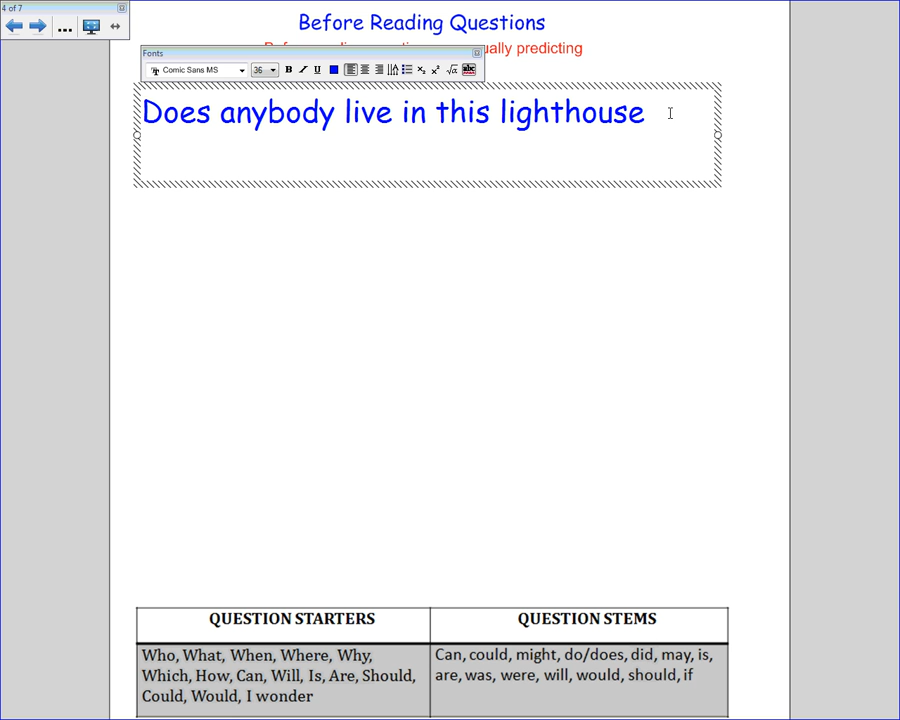 4 of 7
Before Reading Questions
ually predicting
Fonts
Comic Sans MS 36 B I U abc
Does anybody live in this lighthouse
QUESTION STARTERS QUESTION STEMS
Who, What, When, Where, Why, Can, could, might, do/does, did, may, is,
Which, How, Can, Will, Is, Are, Should, are, was, were, will, would, should, if
Could, Would, I wonder